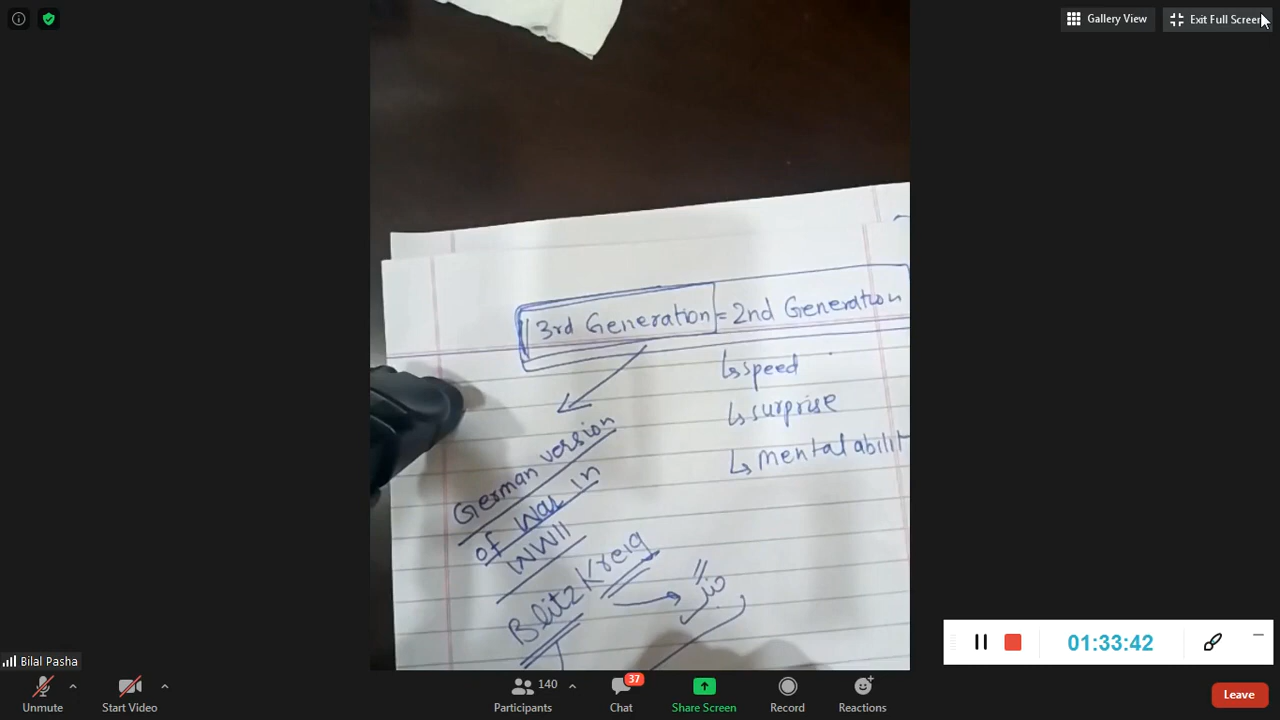 Gallery View
Exit Full Screen
3rd Generation = 2nd Generation
↳ speed
↳ surprise
↳ mental abilit
German version
of War in
WWII
BlitzKreig →
Bilal Pasha
01:33:42
Unmute
Start Video
140
Participants
37
Chat
Share Screen
Record
Reactions
Leave